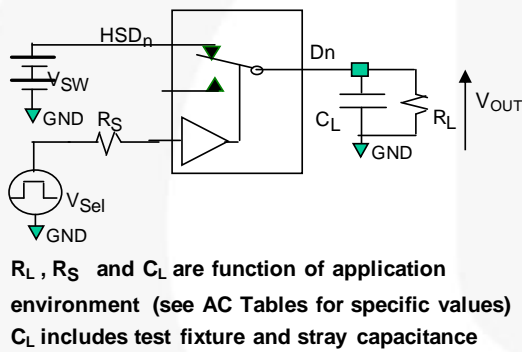 HSDn
Dn
VSW
GND
RS
CL
RL
VOUT
GND
VSel
GND
RL , RS and CL are function of application
environment (see AC Tables for specific values)
CL includes test fixture and stray capacitance